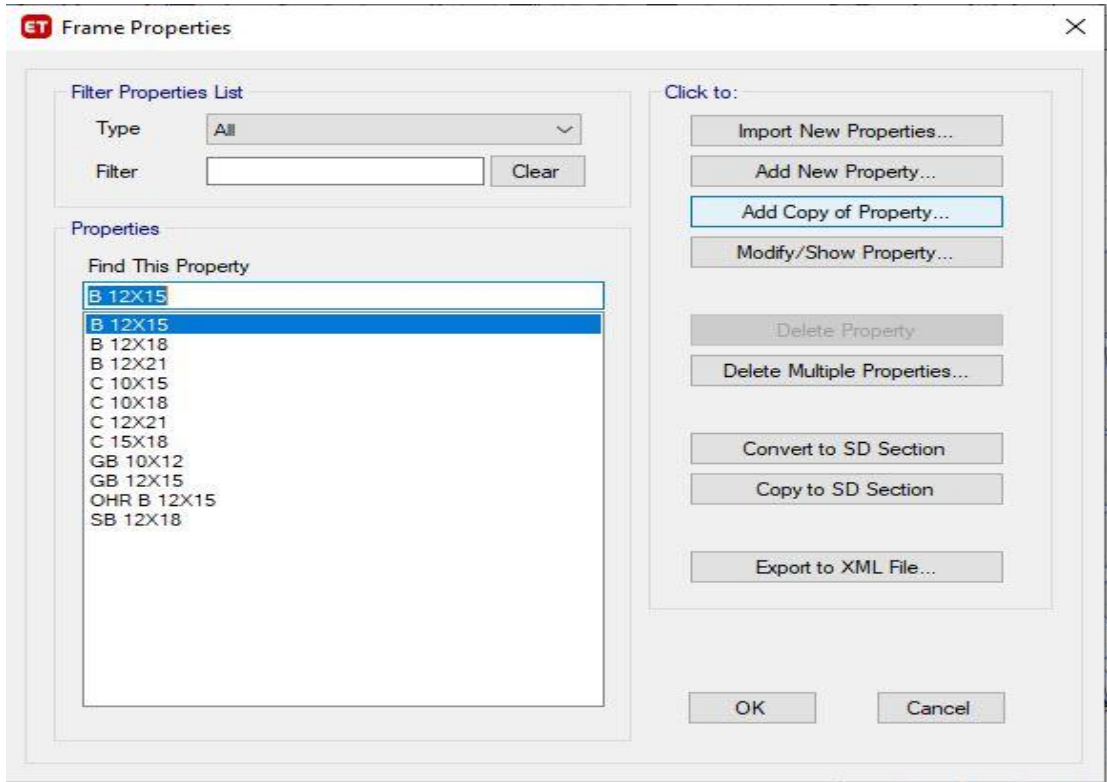 ET Frame Properties
Filter Properties List
Type All
Filter Clear
Properties
Find This Property
B 12X15
B 12X15
B 12X18
B 12X21
C 10X15
C 10X18
C 12X21
C 15X18
GB 10X12
GB 12X15
OHR B 12X15
SB 12X18
Click to:
Import New Properties...
Add New Property...
Add Copy of Property...
Modify/Show Property...
Delete Property
Delete Multiple Properties...
Convert to SD Section
Copy to SD Section
Export to XML File...
OK Cancel